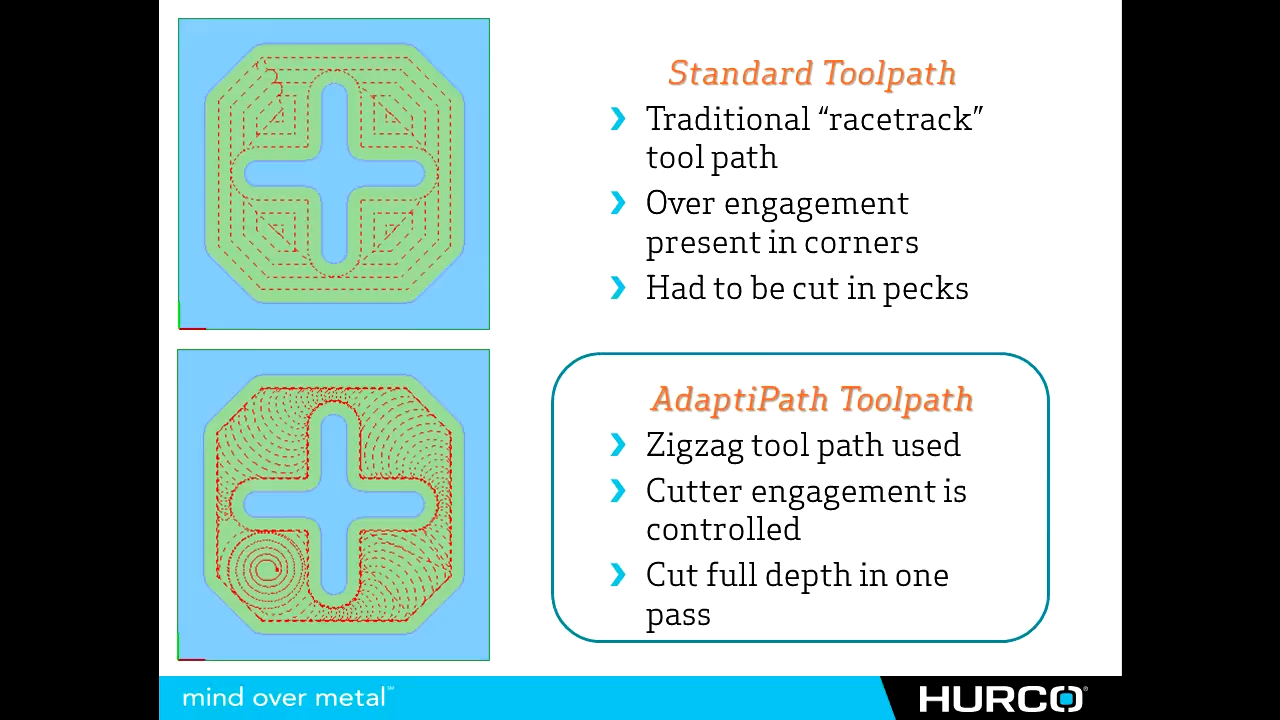 Standard Toolpath
Traditional “racetrack”
tool path
Over engagement
present in corners
Had to be cut in pecks
AdaptiPath Toolpath
Zigzag tool path used
Cutter engagement is
controlled
Cut full depth in one
pass
mind over metal™
HURCO®